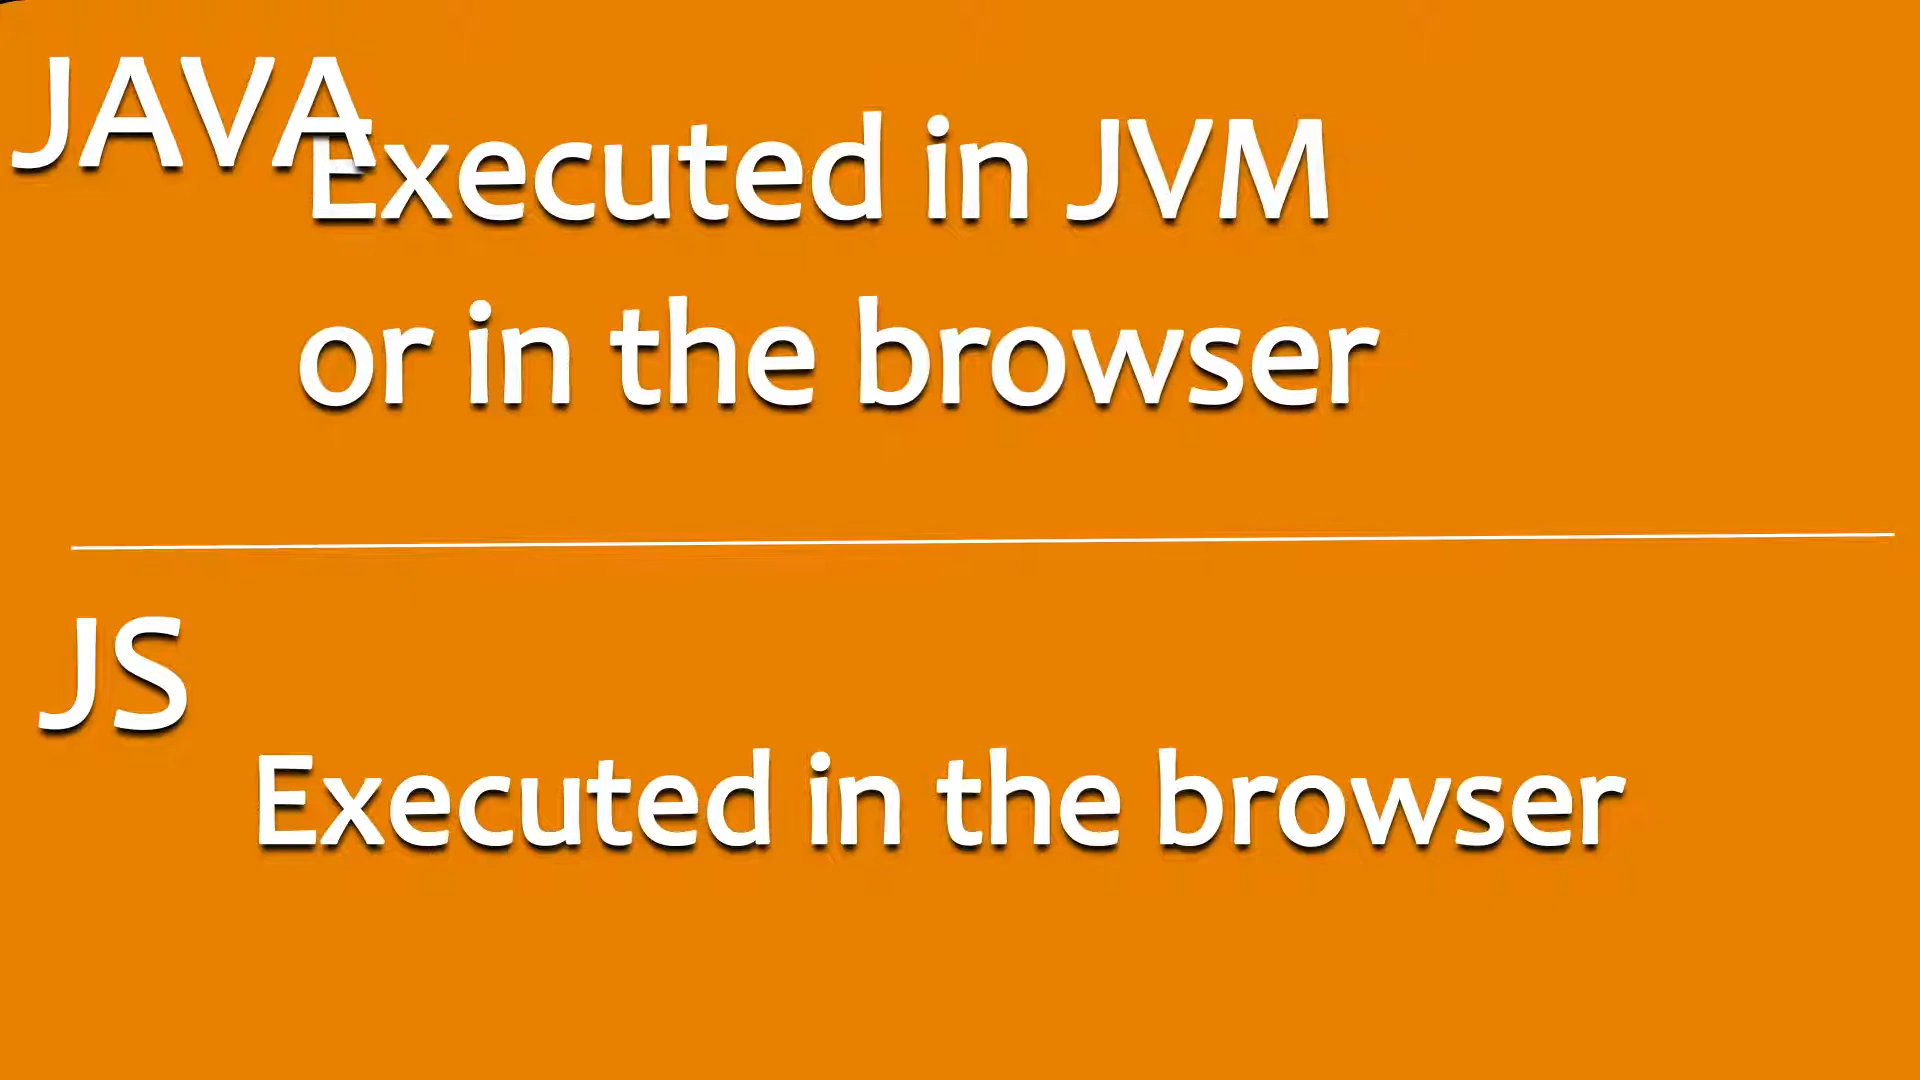 JAVA
Executed in JVM
or in the browser
JS
Executed in the browser